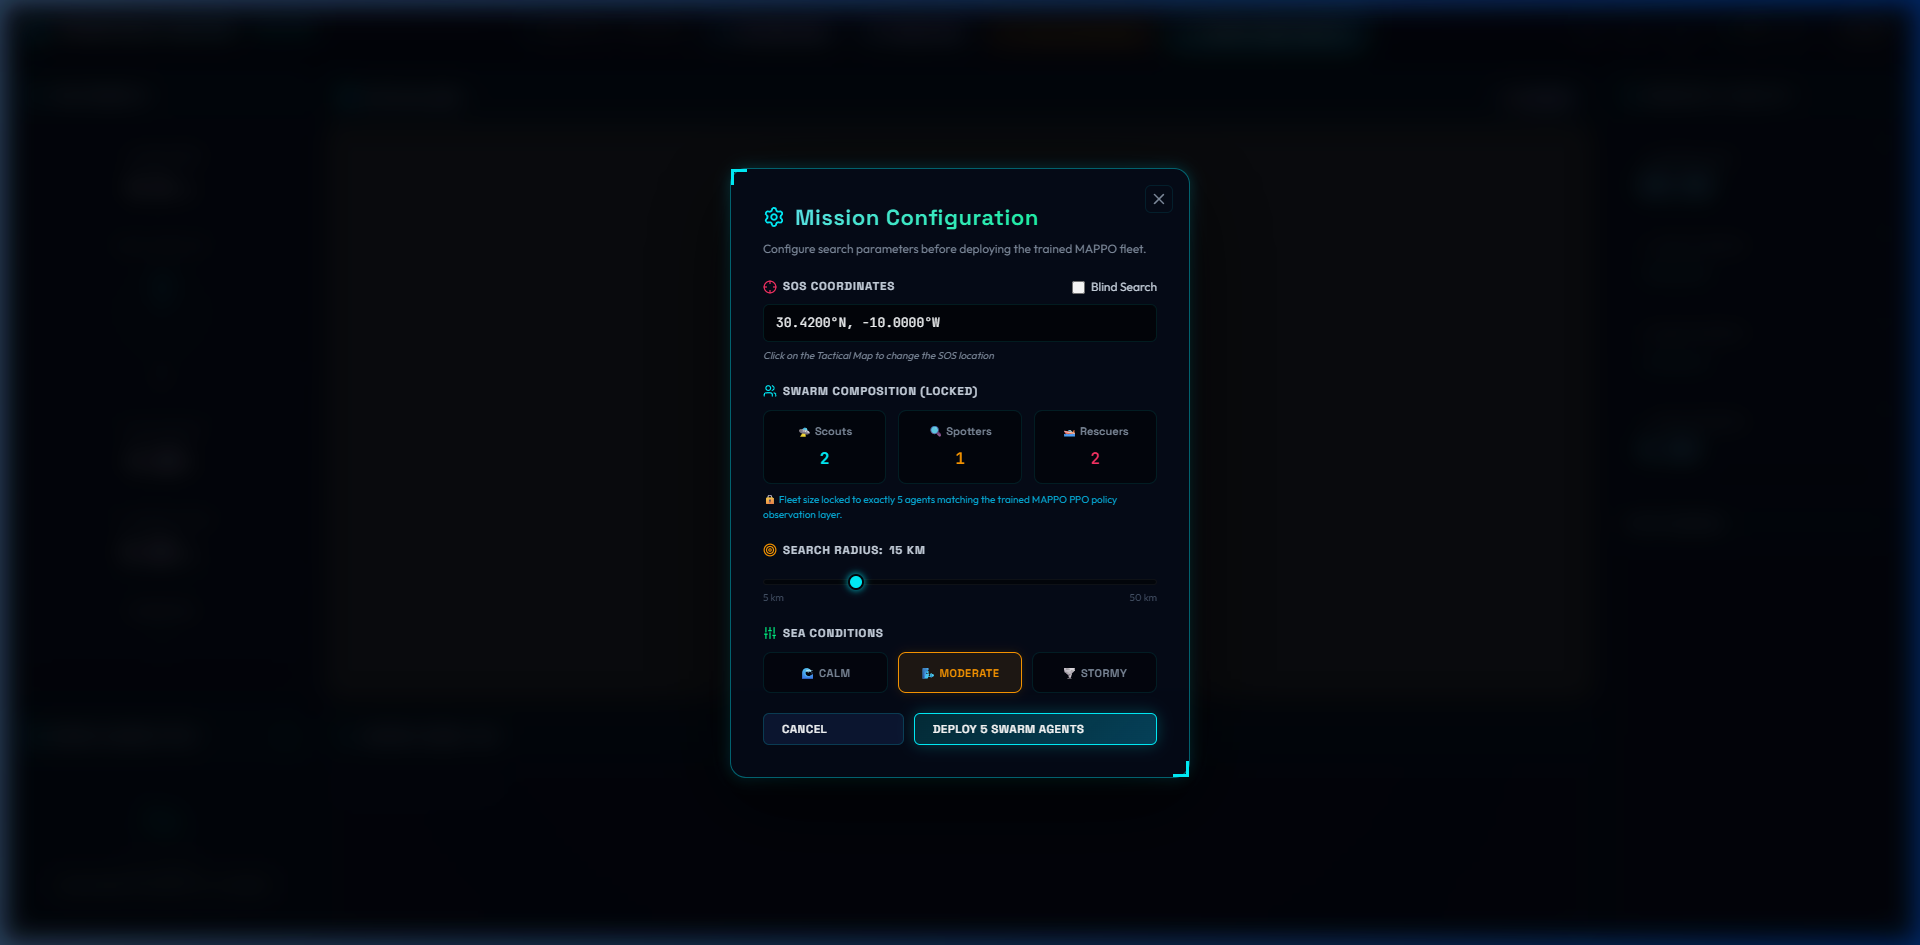 Mission Configuration
Configure search parameters before deploying the trained MAPPO fleet.
SOS COORDINATES
Blind Search
30.4200°N, -10.0000°W
Click on the Tactical Map to change the SOS location
SWARM COMPOSITION (LOCKED)
Scouts
2
Spotters
1
Rescuers
2
Fleet size locked to exactly 5 agents matching the trained MAPPO PPO policy
observation layer.
SEARCH RADIUS: 15 KM
5 km
50 km
SEA CONDITIONS
CALM
MODERATE
STORMY
CANCEL
DEPLOY 5 SWARM AGENTS